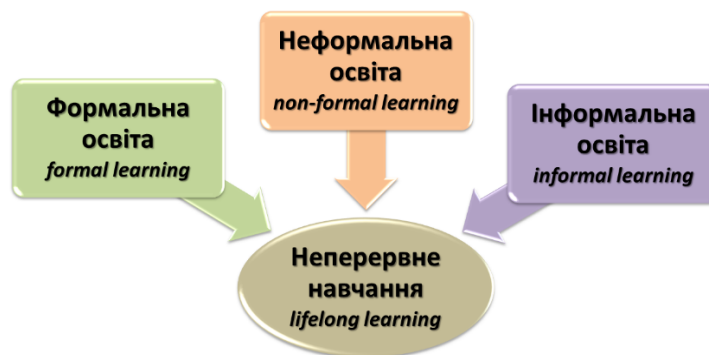 Формальна
освіта
formal learning
Неформальна
освіта
non-formal learning
Інформальна
освіта
informal learning
Неперервне
навчання
lifelong learning